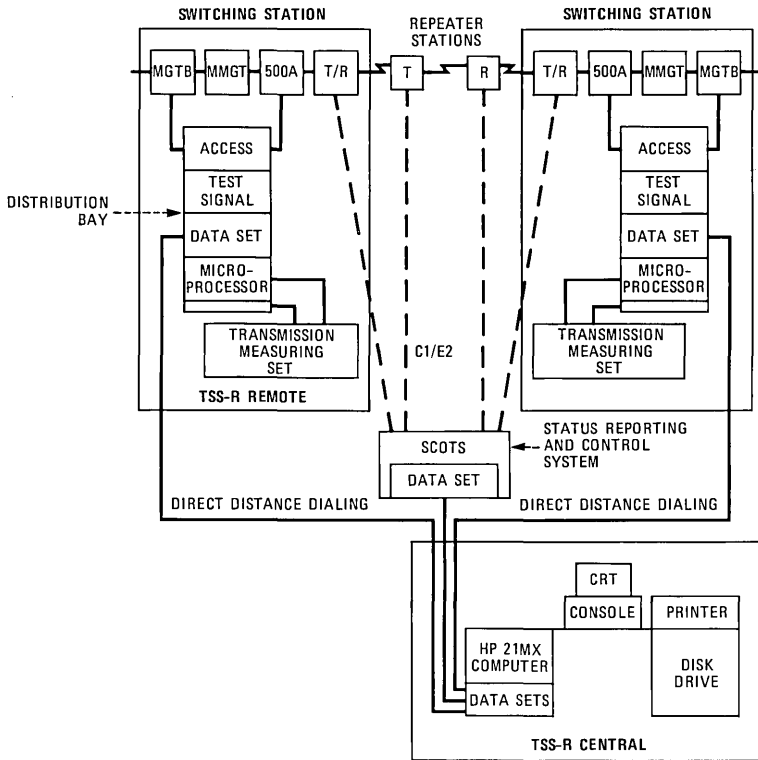 SWITCHING STATION
REPEATER
STATIONS
SWITCHING STATION
MGTB
MMGT
500A
T/R
T
R
T/R
500A
MMGT
MGTB
ACCESS
TEST
SIGNAL
DATA SET
MICRO-
PROCESSOR
DISTRIBUTION
BAY
TRANSMISSION
MEASURING
SET
TSS-R REMOTE
C1/E2
ACCESS
TEST
SIGNAL
DATA SET
MICRO-
PROCESSOR
TRANSMISSION
MEASURING
SET
SCOTS
DATA SET
STATUS REPORTING
AND CONTROL
SYSTEM
DIRECT DISTANCE DIALING
DIRECT DISTANCE DIALING
CRT
CONSOLE
PRINTER
HP 21MX
COMPUTER
DATA SETS
DISK
DRIVE
TSS-R CENTRAL